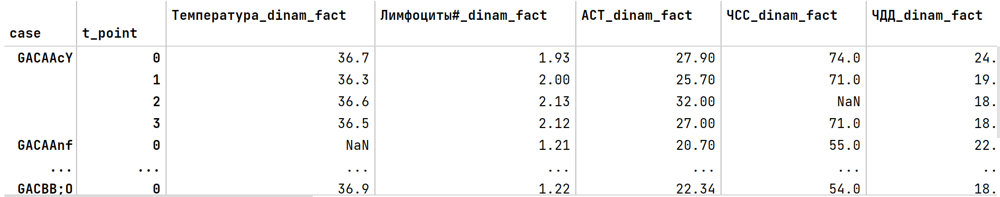 case t_point Температура_dinam_fact Лимфоциты#_dinam_fact АСТ_dinam_fact ЧСС_dinam_fact ЧДД_dinam_fact
GACAAcY 0 36.7 1.93 27.90 74.0 24.
1 36.3 2.00 25.70 71.0 19.
2 36.6 2.13 32.00 NaN 18.
3 36.5 2.12 27.00 71.0 18.
GACAAnf 0 NaN 1.21 20.70 55.0 22.
... ... ... ... ... ... ..
GACBB;O 0 36.9 1.22 22.34 54.0 18.